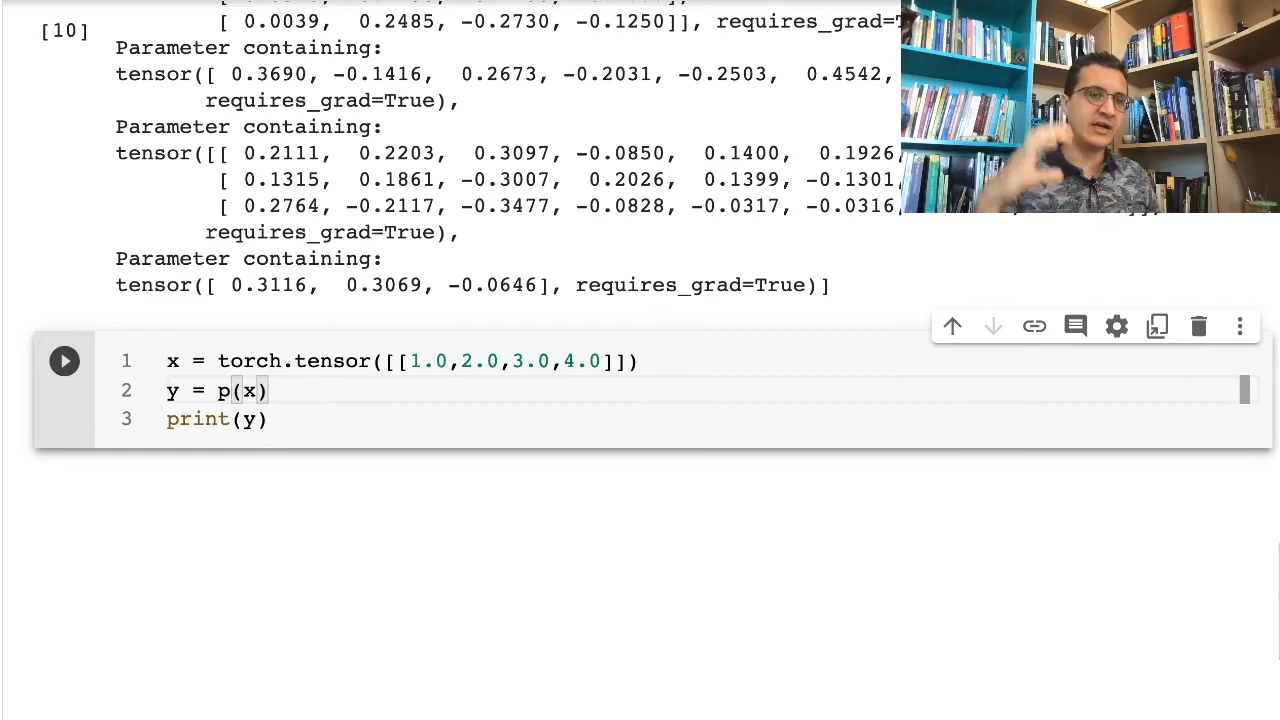 [10]
[ 0.0039, 0.2485, -0.2730, -0.1250]], requires_grad=
Parameter containing:
tensor([ 0.3690, -0.1416, 0.2673, -0.2031, -0.2503, 0.4542,
requires_grad=True),
Parameter containing:
tensor([[ 0.2111, 0.2203, 0.3097, -0.0850, 0.1400, 0.1926
[ 0.1315, 0.1861, -0.3007, 0.2026, 0.1399, -0.1301,
[ 0.2764, -0.2117, -0.3477, -0.0828, -0.0317, -0.0316,
requires_grad=True),
Parameter containing:
tensor([ 0.3116, 0.3069, -0.0646], requires_grad=True)]
1 x = torch.tensor([[1.0,2.0,3.0,4.0]])
2 y = p(x)
3 print(y)